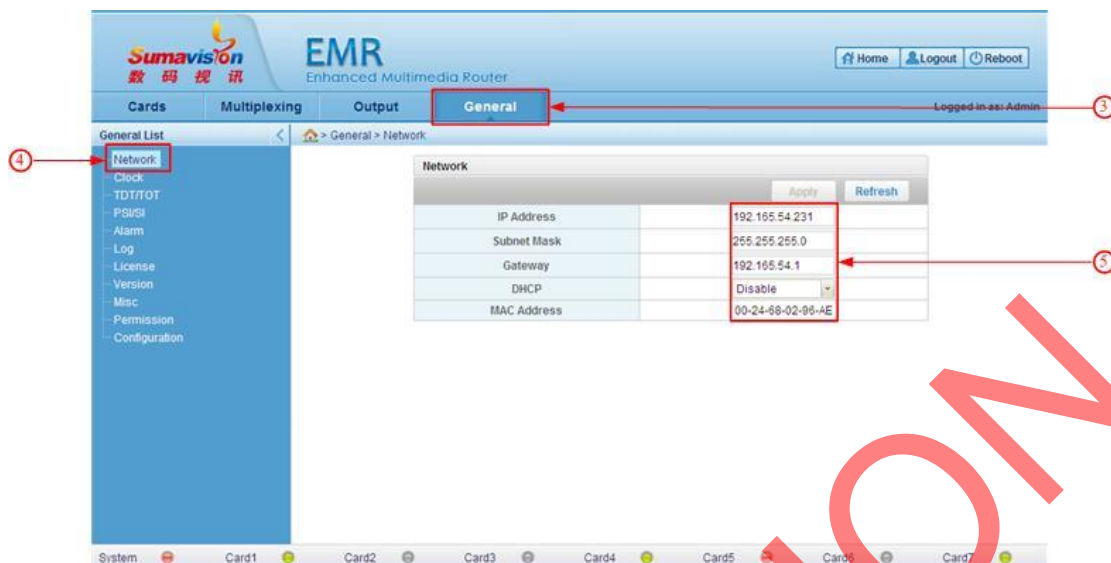 Sumavision
数 码 视 讯
EMR
Enhanced Multimedia Router
Home Logout Reboot
Cards Multiplexing Output General Logged in as: Admin
③
General List < > General > Network
④
Network
Clock
TDT/TOT
PSI/SI
Alarm
Log
License
Version
Misc
Permission
Configuration
Network
Apply Refresh
IP Address 192.165.54.231
Subnet Mask 255.255.255.0
Gateway 192.165.54.1
⑤
DHCP Disable
MAC Address 00-24-68-02-96-AE
System Card1 Card2 Card3 Card4 Card5 Card6 Card7
ON